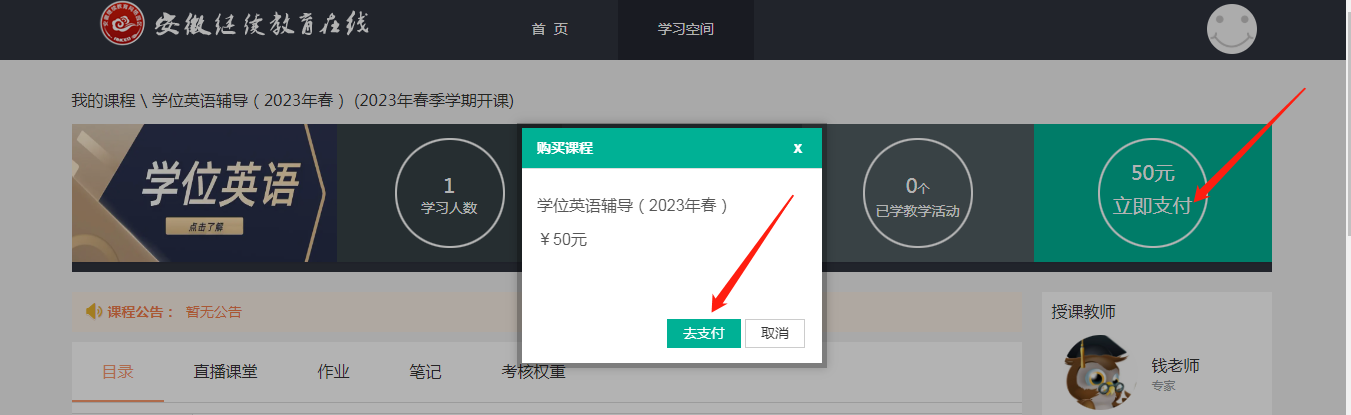 安徽继续教育在线
首 页
学习空间
我的课程 \ 学位英语辅导（2023年春） (2023年春季学期开课)
学位英语
点击了解
1
学习人数
购买课程
x
学位英语辅导（2023年春）
￥50元
去支付
取消
0个
已学教学活动
50元
立即支付
课程公告： 暂无公告
目录
直播课堂
作业
笔记
考核权重
授课教师
钱老师
专家